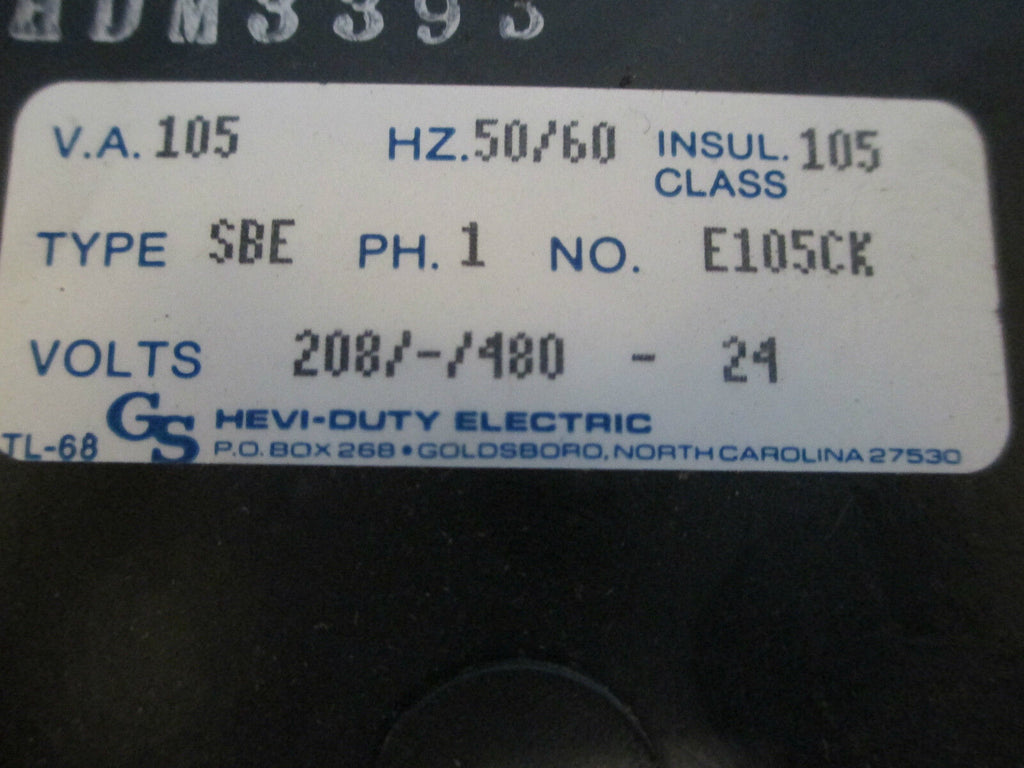 V.A. 105 HZ. 50/60 INSUL. CLASS 105
TYPE SBE PH. 1 NO. E105CK
VOLTS 208/-/480 - 24
TL-68 GS HEVI-DUTY ELECTRIC
P.O. BOX 268 • GOLDSBORO, NORTH CAROLINA 27530